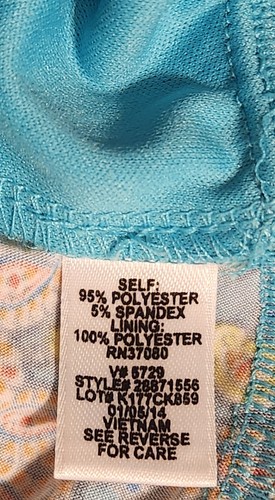 SELF:
95% POLYESTER
5% SPANDEX
LINING:
100% POLYESTER
RN37080
V# 5729
STYLE# 28871556
LOT# K177CK859
01/05/14
VIETNAM
SEE REVERSE
FOR CARE